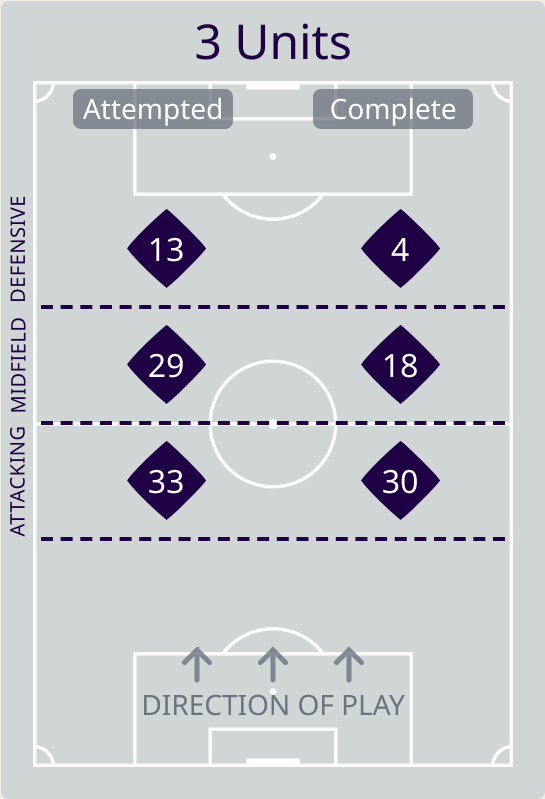 3 Units
Attempted Complete
DEFENSIVE
13 4
MIDFIELD
29 18
ATTACKING
33 30
DIRECTION OF PLAY